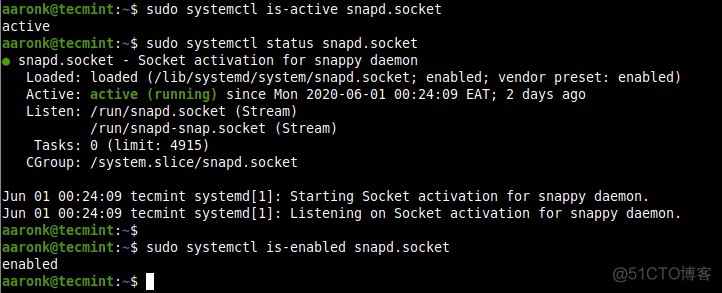 aaronk@tecmint:~$ sudo systemctl is-active snapd.socket
active
aaronk@tecmint:~$ sudo systemctl status snapd.socket
● snapd.socket - Socket activation for snappy daemon
   Loaded: loaded (/lib/systemd/system/snapd.socket; enabled; vendor preset: enabled)
   Active: active (running) since Mon 2020-06-01 00:24:09 EAT; 2 days ago
   Listen: /run/snapd.socket (Stream)
           /run/snapd-snap.socket (Stream)
    Tasks: 0 (limit: 4915)
   CGroup: /system.slice/snapd.socket
Jun 01 00:24:09 tecmint systemd[1]: Starting Socket activation for snappy daemon.
Jun 01 00:24:09 tecmint systemd[1]: Listening on Socket activation for snappy daemon.
aaronk@tecmint:~$
aaronk@tecmint:~$ sudo systemctl is-enabled snapd.socket
enabled
aaronk@tecmint:~$
@51CTO博客